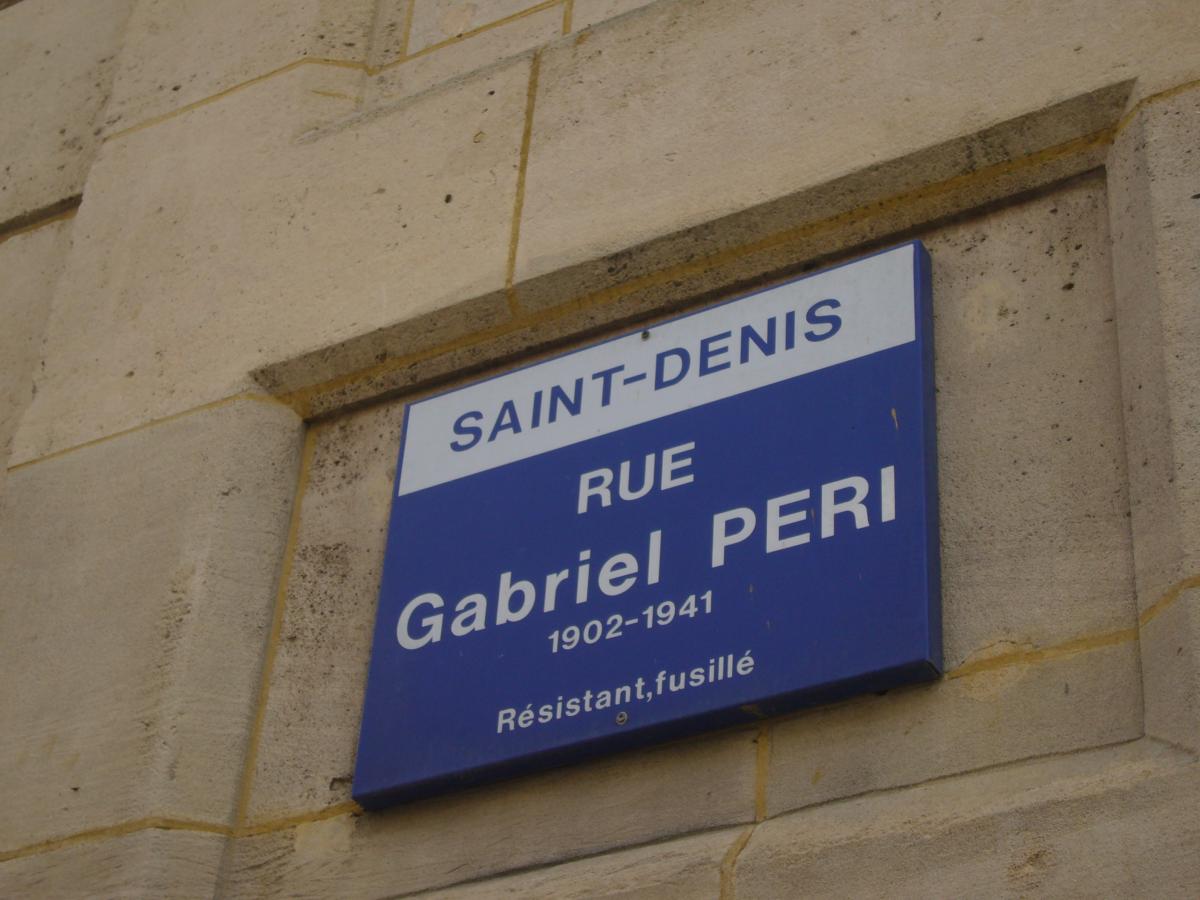 SAINT-DENIS
RUE
Gabriel PERI
1902-1941
Résistant,fusillé